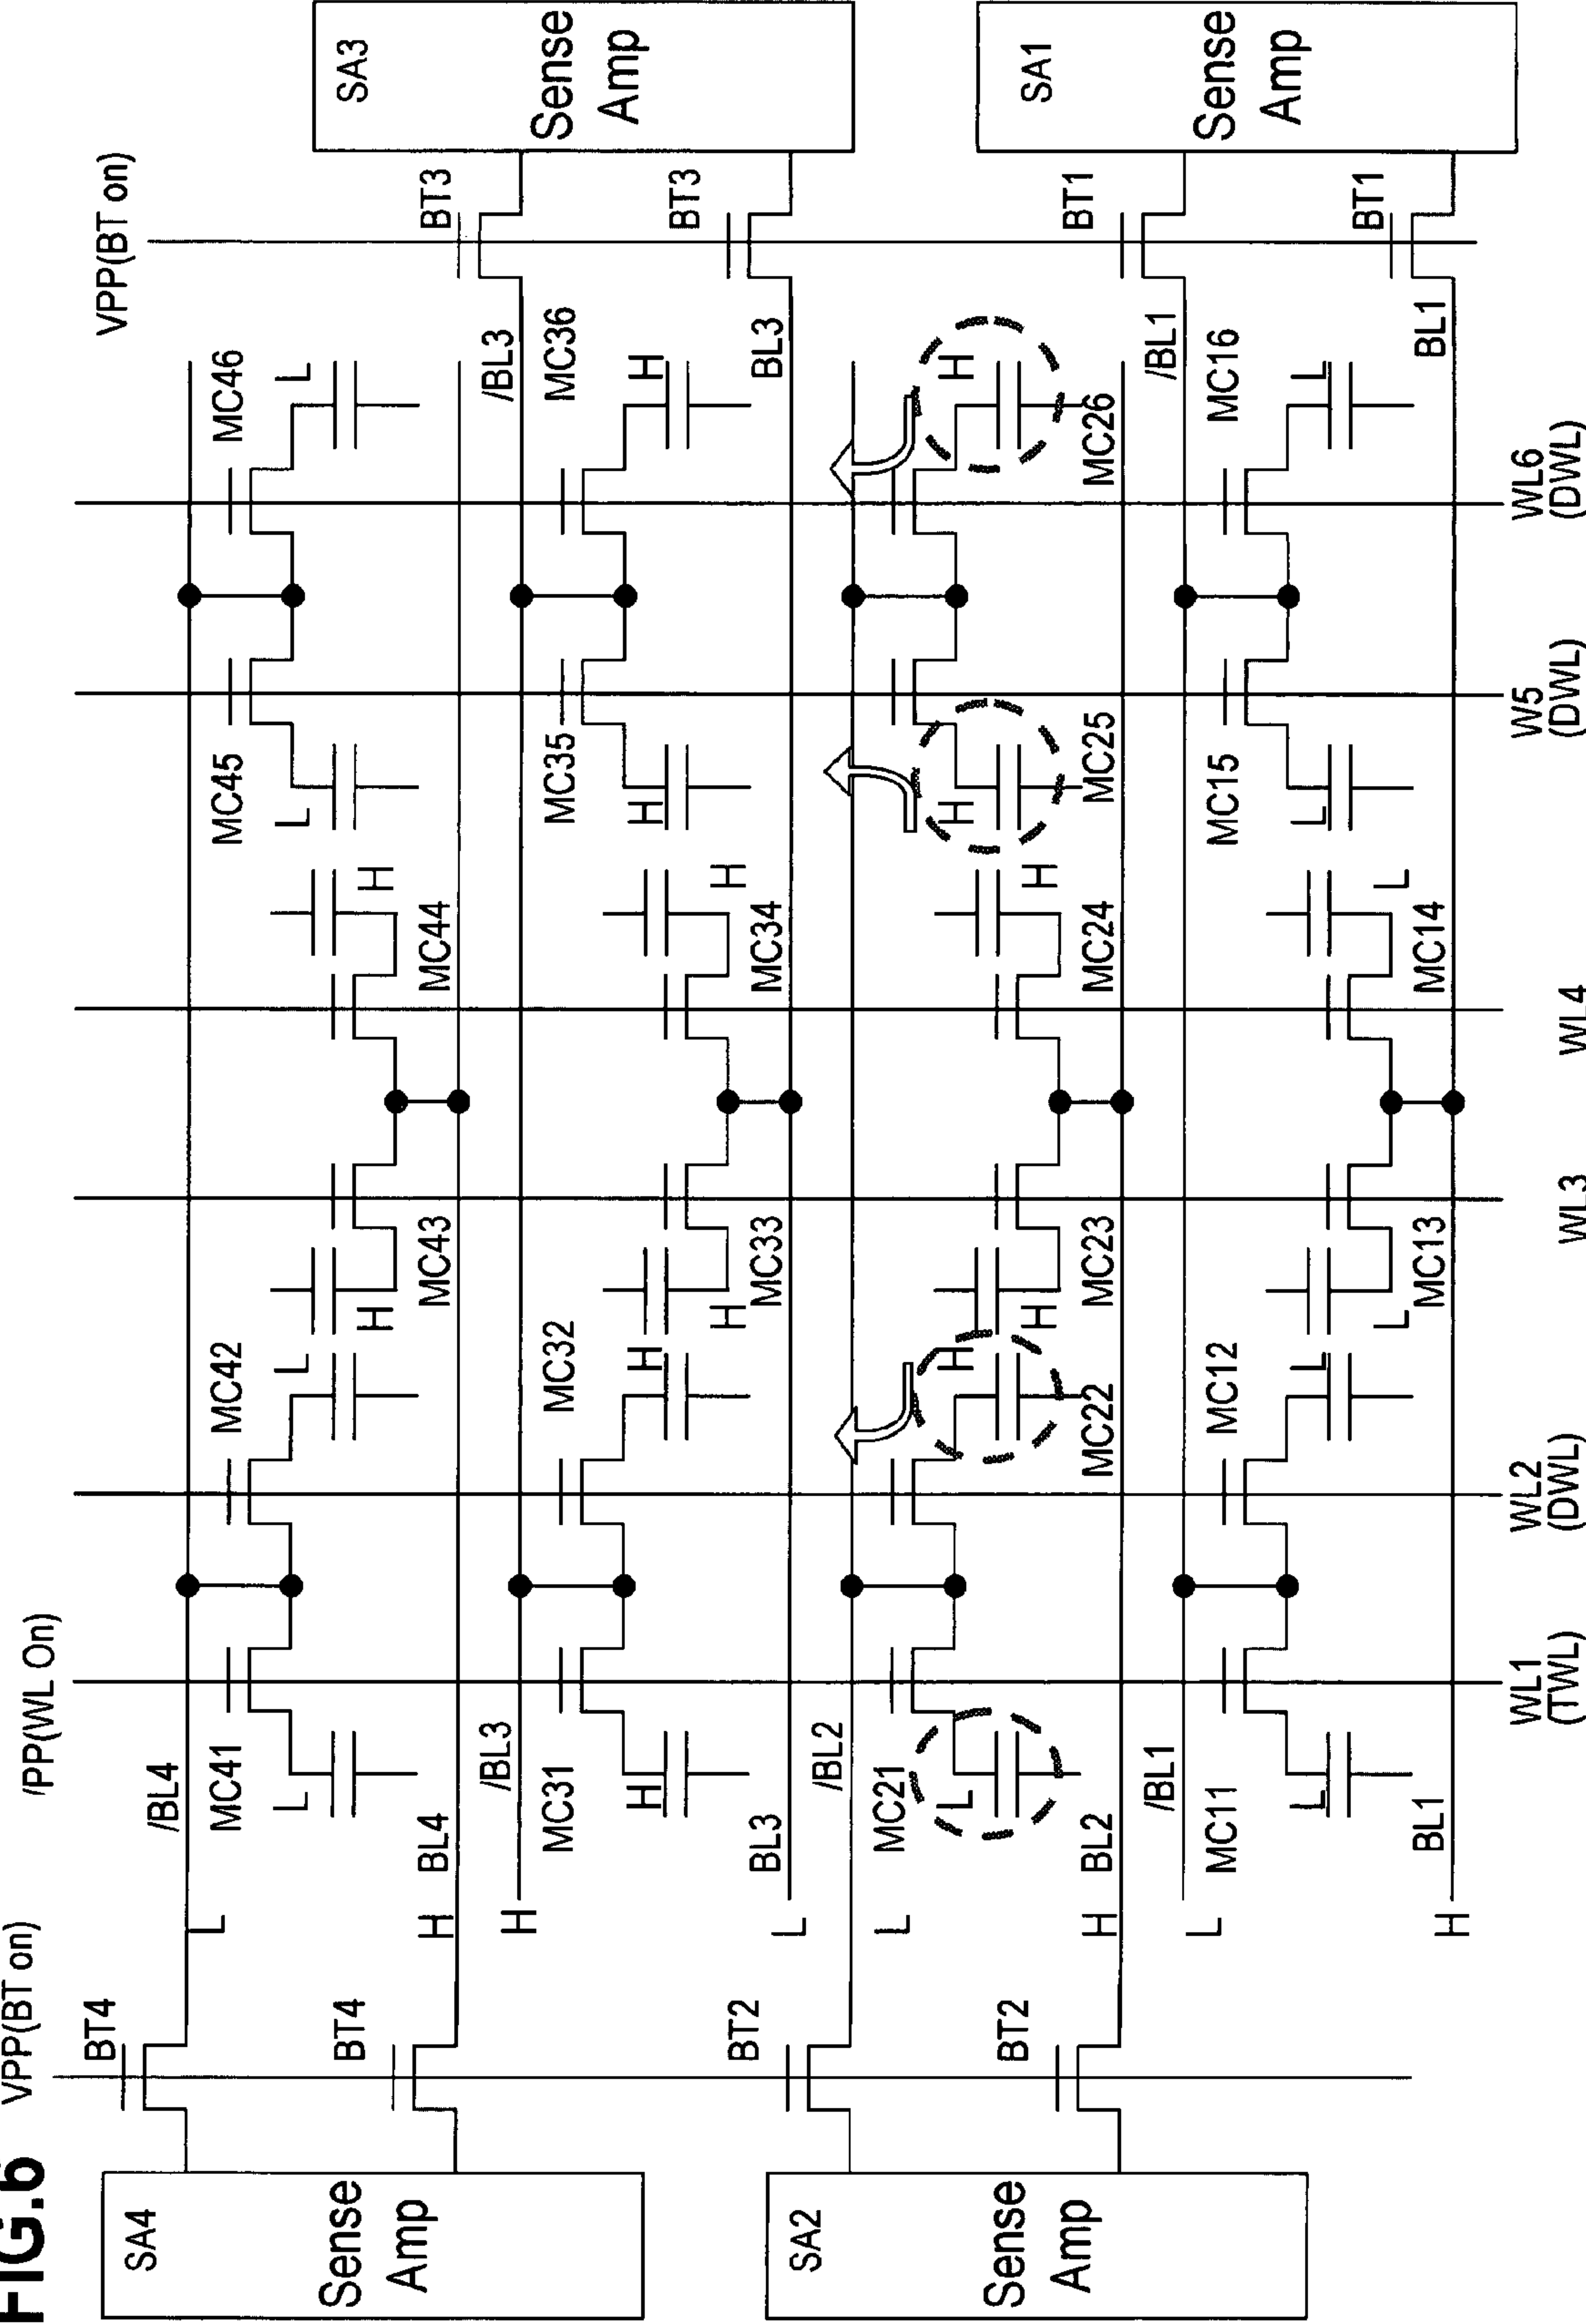 FIG.6
VPP(BT on)
/PP(WL On)
VPP(BT on)
SA4
Sense
Amp
SA2
Sense
Amp
SA3
Sense
Amp
SA1
Sense
Amp
BT4
BT4
BT2
BT2
BT3
BT3
BT1
BT1
/BL4
L
MC41
L
MC42
L
MC45
L
MC46
L
BL4
H
MC43
H
MC44
H
/BL3
H
/BL3
MC31
H
MC32
H
MC35
H
MC36
H
BL3
L
BL3
MC33
H
MC34
H
/BL2
L
MC21
L
MC22
H
MC25
H
MC26
H
BL2
H
MC23
H
MC24
H
/BL1
L
/BL1
MC11
L
MC12
L
MC15
L
MC16
L
BL1
H
BL1
MC13
L
MC14
L
WL1
(TWL)
WL2
(DWL)
WL3
WL4
W5
(DWL)
WL6
(DWL)